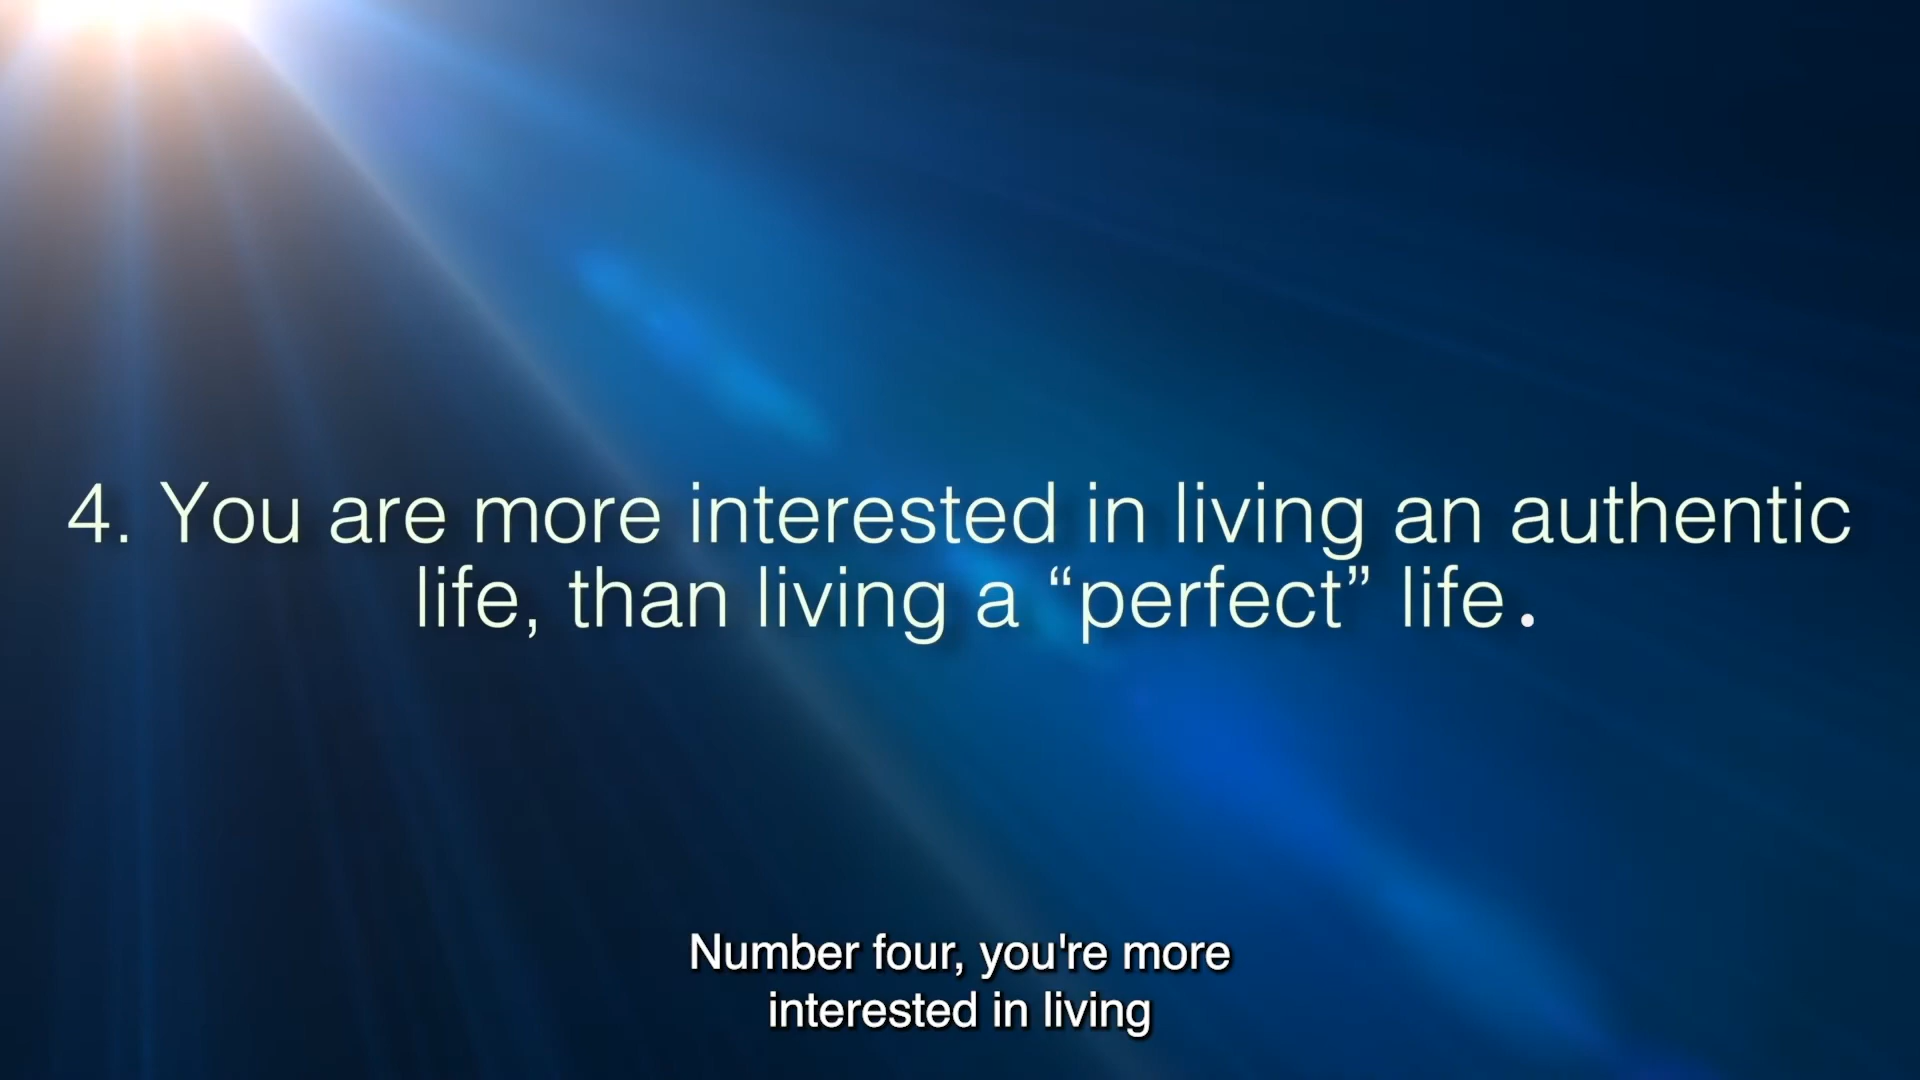 4. You are more interested in living an authentic
life, than living a “perfect” life.
Number four, you're more
interested in living